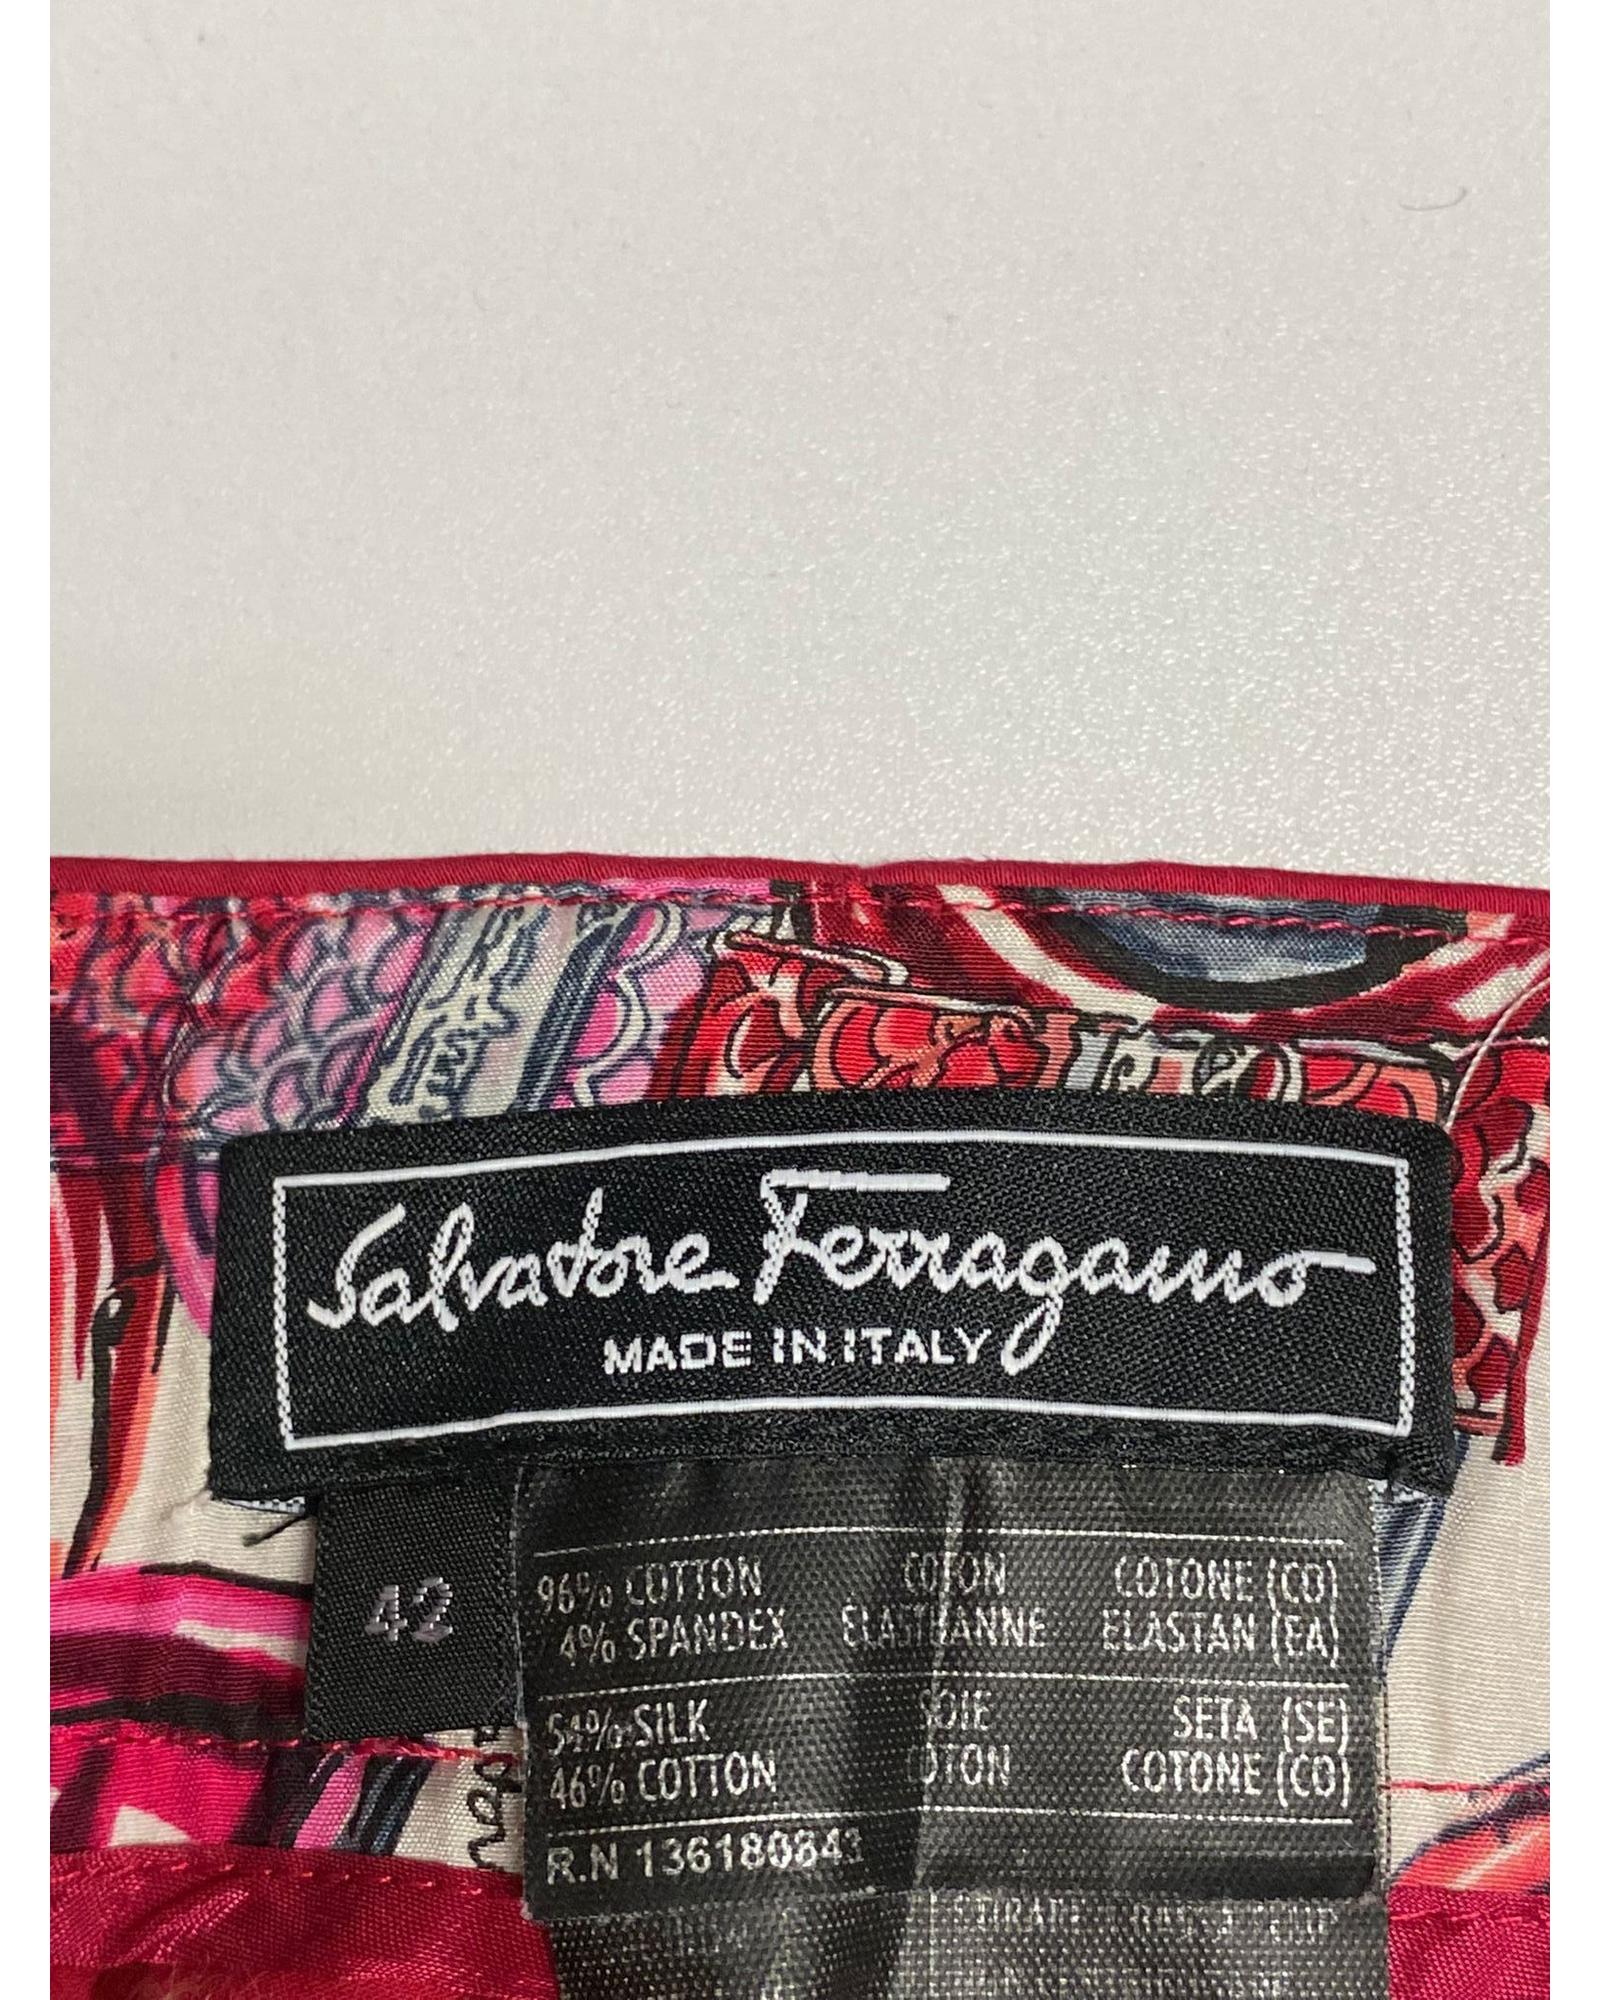 Salvatore Ferragamo
MADE IN ITALY
42
96% COTTON COTON COTONE (CO)
4% SPANDEX ELASTHANNE ELASTAN (EA)
54% SILK SOIE SETA (SE)
46% COTTON COTON COTONE (CO)
R.N 1361808431